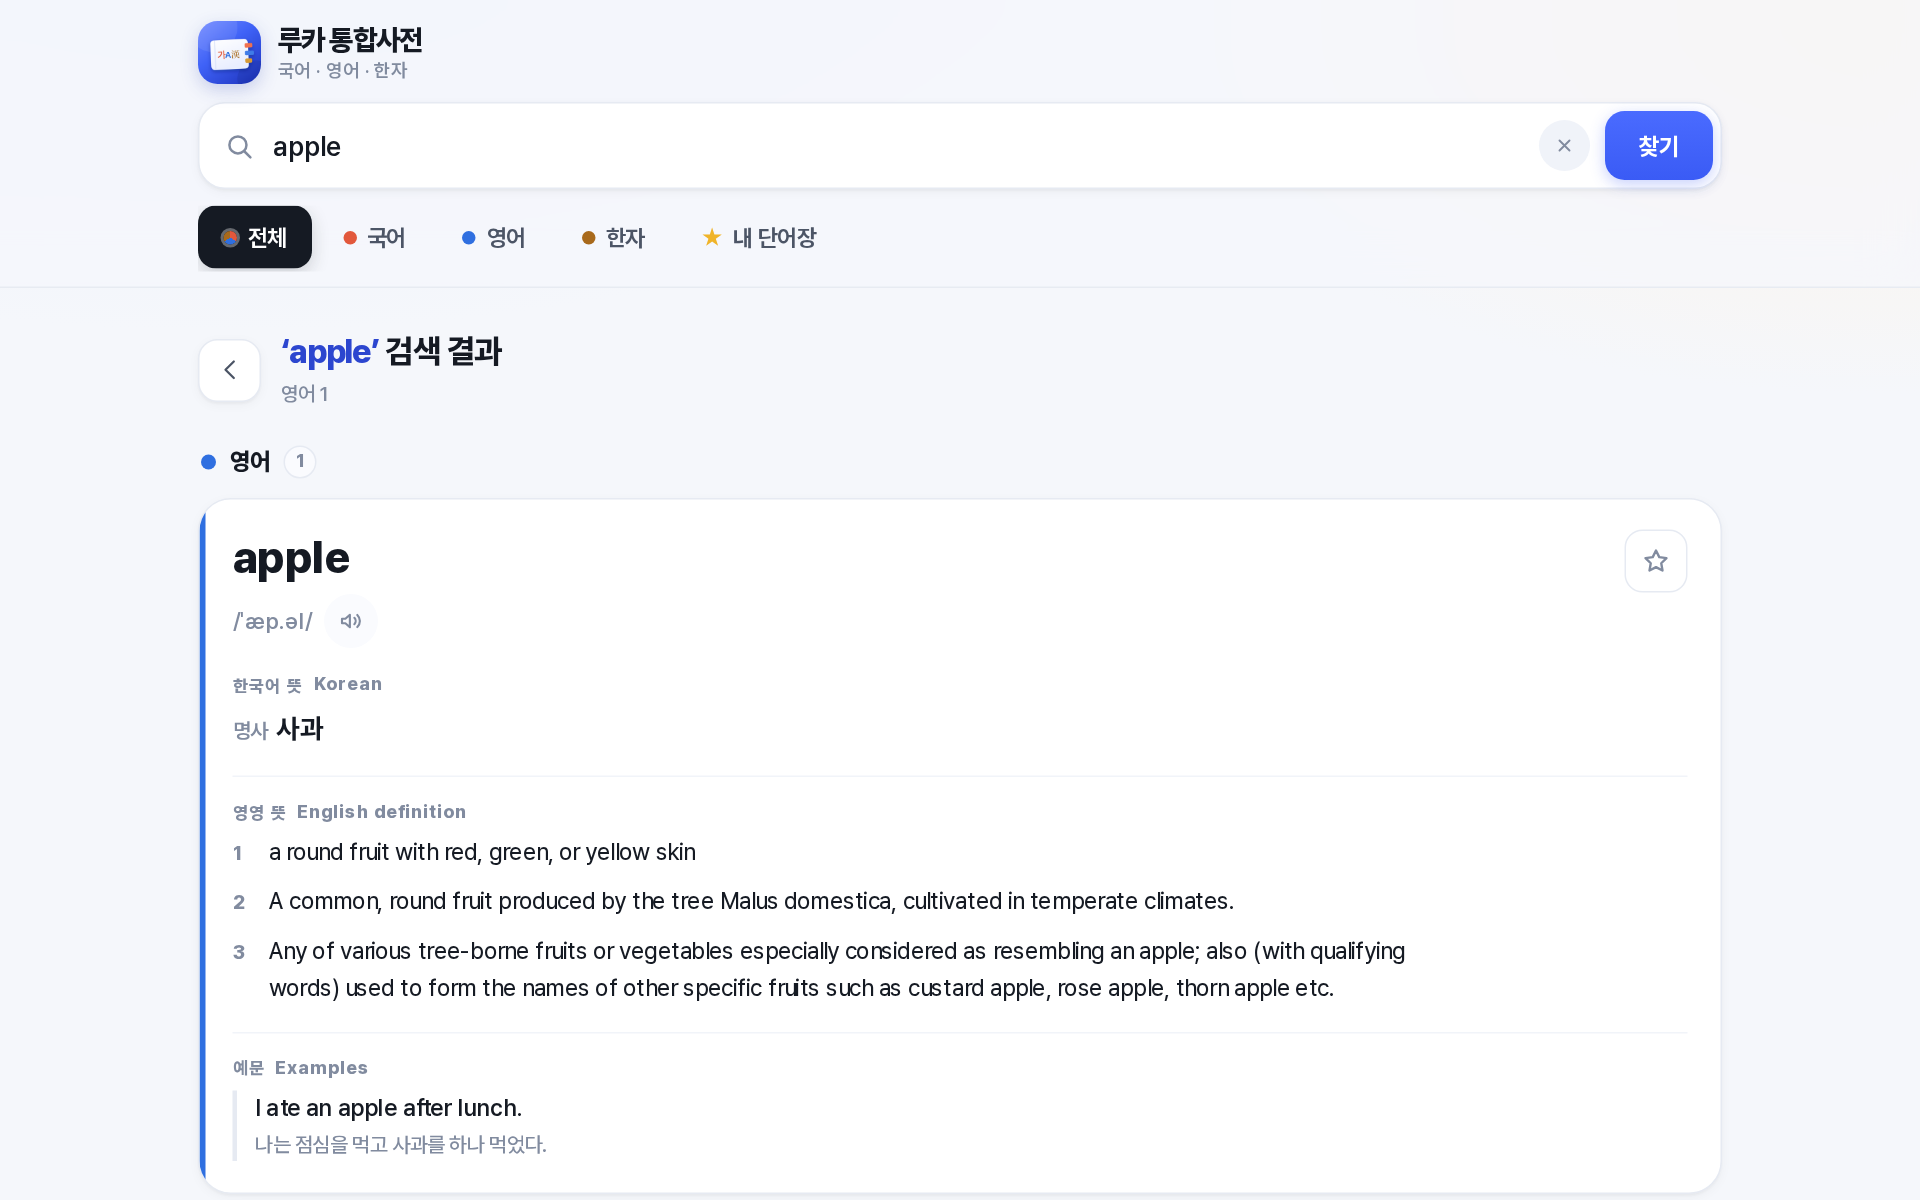 가A漢
루카 통합사전
국어 · 영어 · 한자
apple
찾기
전체
국어
영어
한자
내 단어장
‘apple’ 검색 결과
영어 1
영어 1
apple
/ˈæp.əl/
한국어 뜻 Korean
명사 사과
영영 뜻 English definition
1 a round fruit with red, green, or yellow skin
2 A common, round fruit produced by the tree Malus domestica, cultivated in temperate climates.
3 Any of various tree-borne fruits or vegetables especially considered as resembling an apple; also (with qualifying
words) used to form the names of other specific fruits such as custard apple, rose apple, thorn apple etc.
예문 Examples
I ate an apple after lunch.
나는 점심을 먹고 사과를 하나 먹었다.